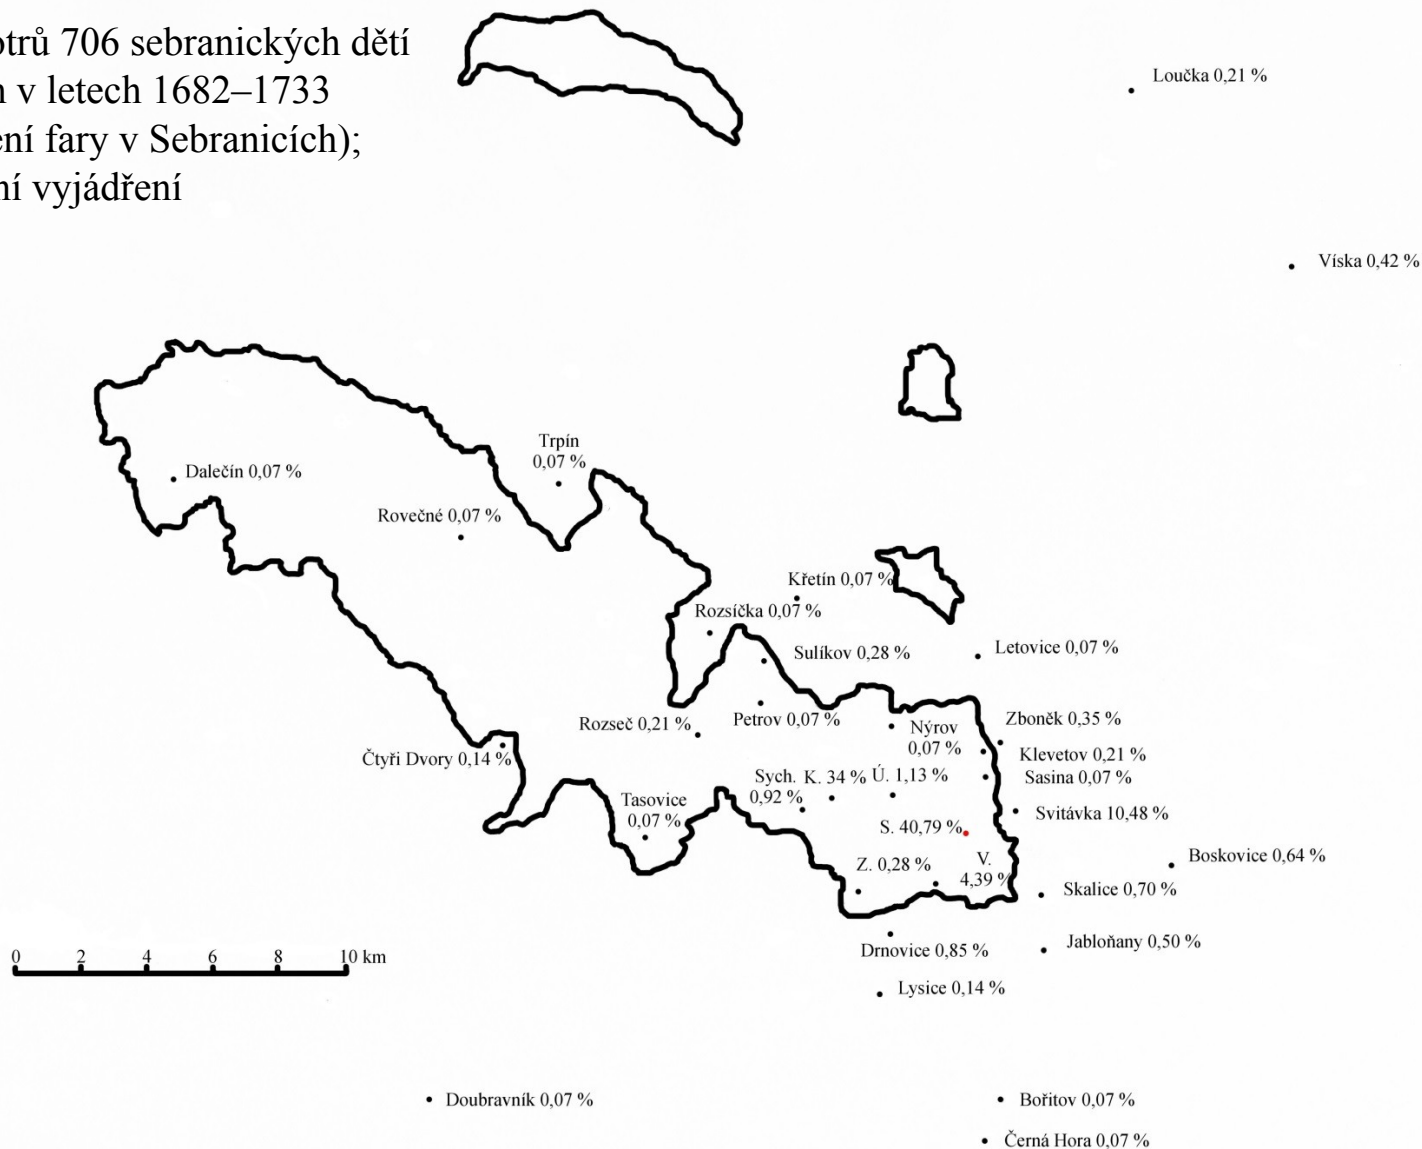 otrů 706 sebranických dětí
v letech 1682–1733
ení fary v Sebranicích);
ní vyjádření
Loučka 0,21 %
Víska 0,42 %
Trpín
0,07 %
Dalečín 0,07 %
Rovečné 0,07 %
Křetín 0,07 %
Rozsíčka 0,07 %
Sulíkov 0,28 %
Letovice 0,07 %
Rozseč 0,21 %
Petrov 0,07 %
Nýrov
0,07 %
Zboněk 0,35 %
Čtyři Dvory 0,14 %
Klevetov 0,21 %
Sasina 0,07 %
Sych.
0,92 %
K. 34 %
Ú. 1,13 %
Tasovice
0,07 %
Svitávka 10,48 %
S. 40,79 %
Z. 0,28 %
V.
4,39 %
Boskovice 0,64 %
Skalice 0,70 %
Drnovice 0,85 %
Jabloňany 0,50 %
0 2 4 6 8 10 km
Lysice 0,14 %
Doubravník 0,07 %
Bořitov 0,07 %
Černá Hora 0,07 %